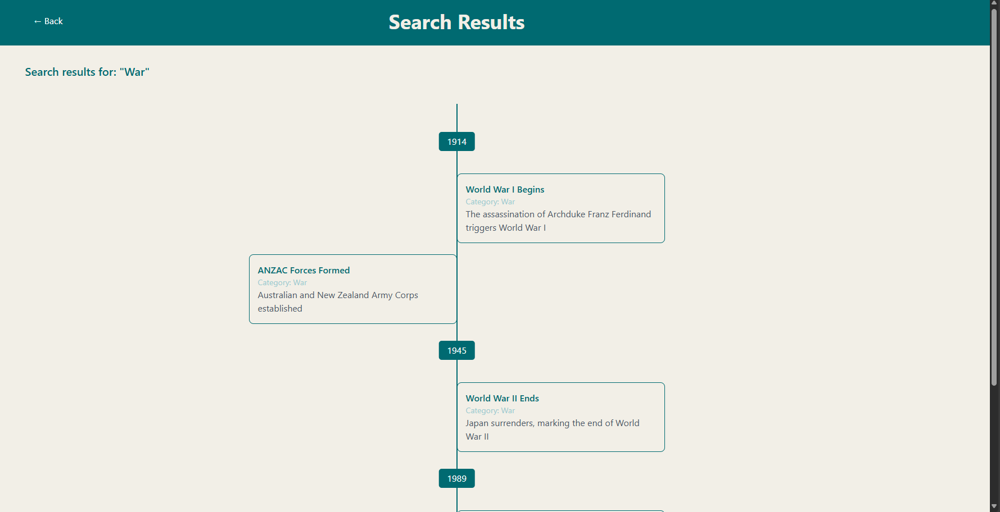 ← Back
Search Results
Search results for: "War"
1914
World War I Begins
Category: War
The assassination of Archduke Franz Ferdinand
triggers World War I
ANZAC Forces Formed
Category: War
Australian and New Zealand Army Corps
established
1945
World War II Ends
Category: War
Japan surrenders, marking the end of World
War II
1989